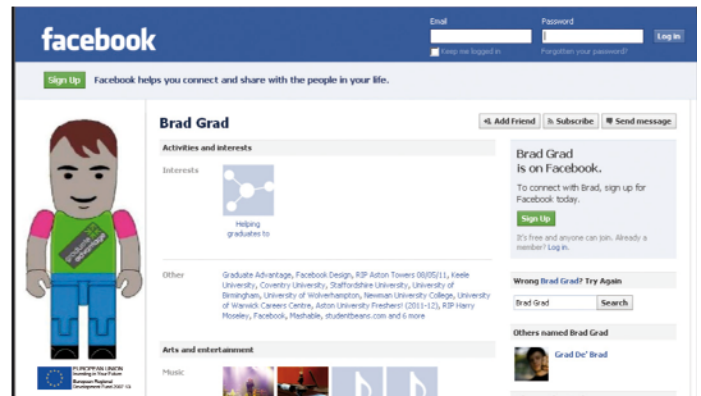 facebook
Email
Password
Log in
Keep me logged in
Forgotten your password?
Sign Up
Facebook helps you connect and share with the people in your life.
Brad Grad
Add Friend
Subscribe
Send message
Activities and interests
Interests
Helping
graduates to
Other
Graduate Advantage, Facebook Design, RIP Aston Towers 08/05/11, Keele
University, Coventry University, Staffordshire University, University of
Birmingham, University of Wolverhampton, Newman University College, University
of Warwick Careers Centre, Aston University Freshers! (2011-12), RIP Harry
Moseley, Facebook, Mashable, studentbeans.com and 6 more
Arts and entertainment
Music
graduate
advantage
EUROPEAN UNION
Investing in Your Future
European Regional
Development Fund 2007-13
Brad Grad
is on Facebook.
To connect with Brad, sign up for
Facebook today.
Sign Up
It's free and anyone can join. Already a
member? Log in.
Wrong Brad Grad? Try Again
Brad Grad
Search
Others named Brad Grad
Grad De' Brad